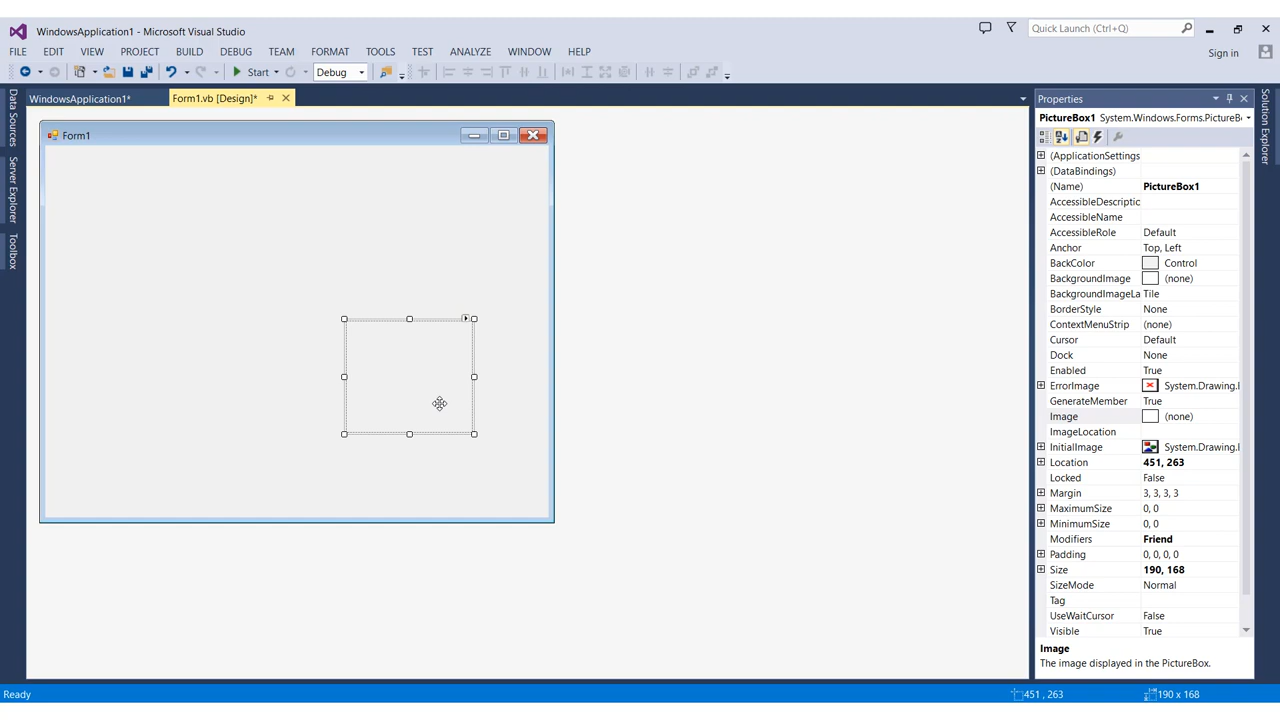 WindowsApplication1 - Microsoft Visual Studio
Quick Launch (Ctrl+Q)
FILE EDIT VIEW PROJECT BUILD DEBUG TEAM FORMAT TOOLS TEST ANALYZE WINDOW HELP
Sign in
Start
Debug
Data Sources
Server Explorer
Toolbox
WindowsApplication1*
Form1.vb [Design]*
Form1
Properties
PictureBox1 System.Windows.Forms.PictureB
(ApplicationSettings
(DataBindings)
(Name) PictureBox1
AccessibleDescriptic
AccessibleName
AccessibleRole Default
Anchor Top, Left
BackColor Control
BackgroundImage (none)
BackgroundImageLa Tile
BorderStyle None
ContextMenuStrip (none)
Cursor Default
Dock None
Enabled True
ErrorImage System.Drawing.I
GenerateMember True
Image (none)
ImageLocation
InitialImage System.Drawing.I
Location 451, 263
Locked False
Margin 3, 3, 3, 3
MaximumSize 0, 0
MinimumSize 0, 0
Modifiers Friend
Padding 0, 0, 0, 0
Size 190, 168
SizeMode Normal
Tag
UseWaitCursor False
Visible True
Image
The image displayed in the PictureBox.
Solution Explorer
Ready
451 , 263
190 x 168